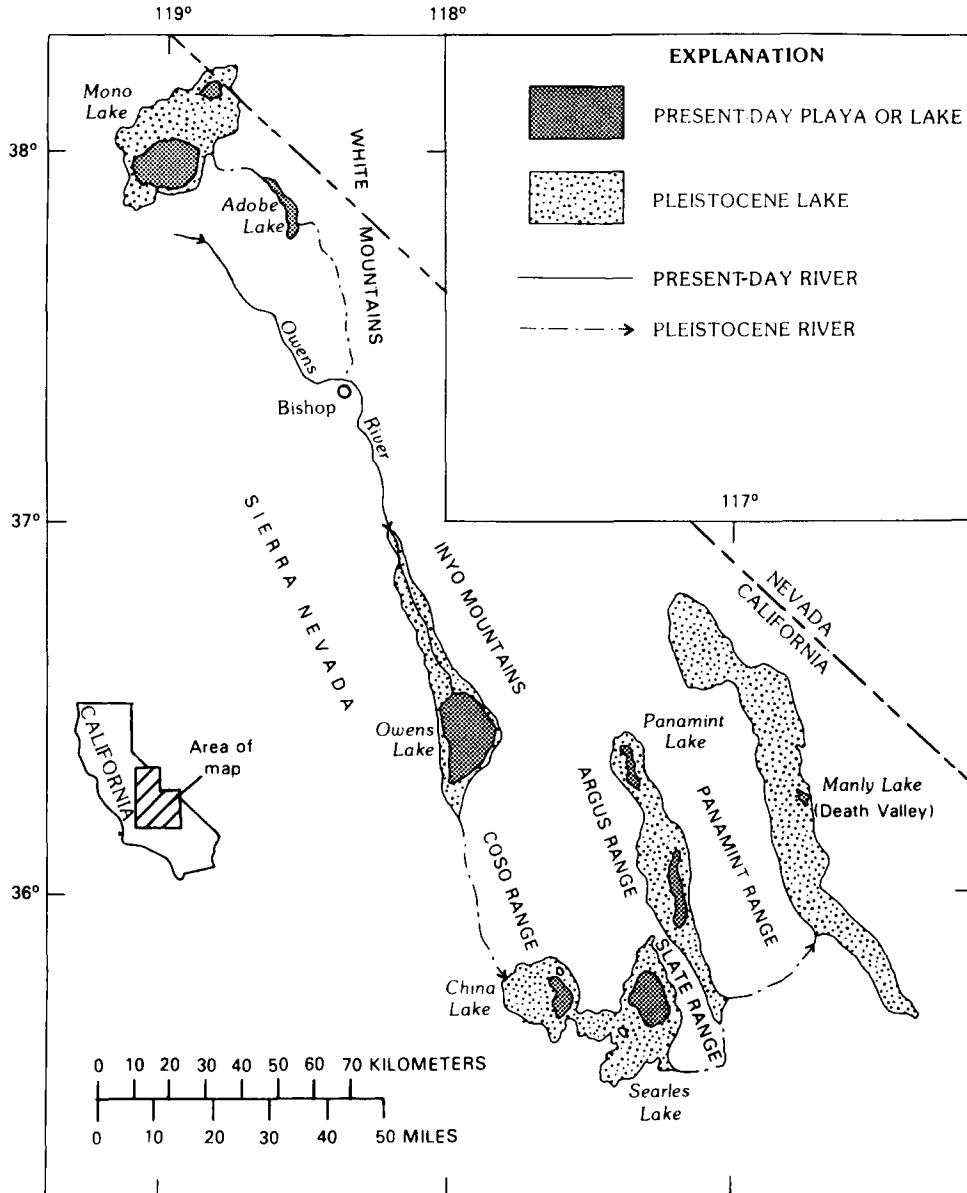 119°
118°
EXPLANATION
PRESENT-DAY PLAYA OR LAKE
PLEISTOCENE LAKE
PRESENT-DAY RIVER
PLEISTOCENE RIVER
Mono
Lake
38°
WHITE MOUNTAINS
Adobe
Lake
Owens
River
Bishop
37°
117°
SIERRA NEVADA
INYO MOUNTAINS
NEVADA
CALIFORNIA
CALIFORNIA
Area of
map
Owens
Lake
Panamint
Lake
ARGUS RANGE
PANAMINT RANGE
Manly Lake
(Death Valley)
36°
COSO RANGE
SLATE RANGE
China
Lake
Searles
Lake
0 10 20 30 40 50 60 70 KILOMETERS
0 10 20 30 40 50 MILES